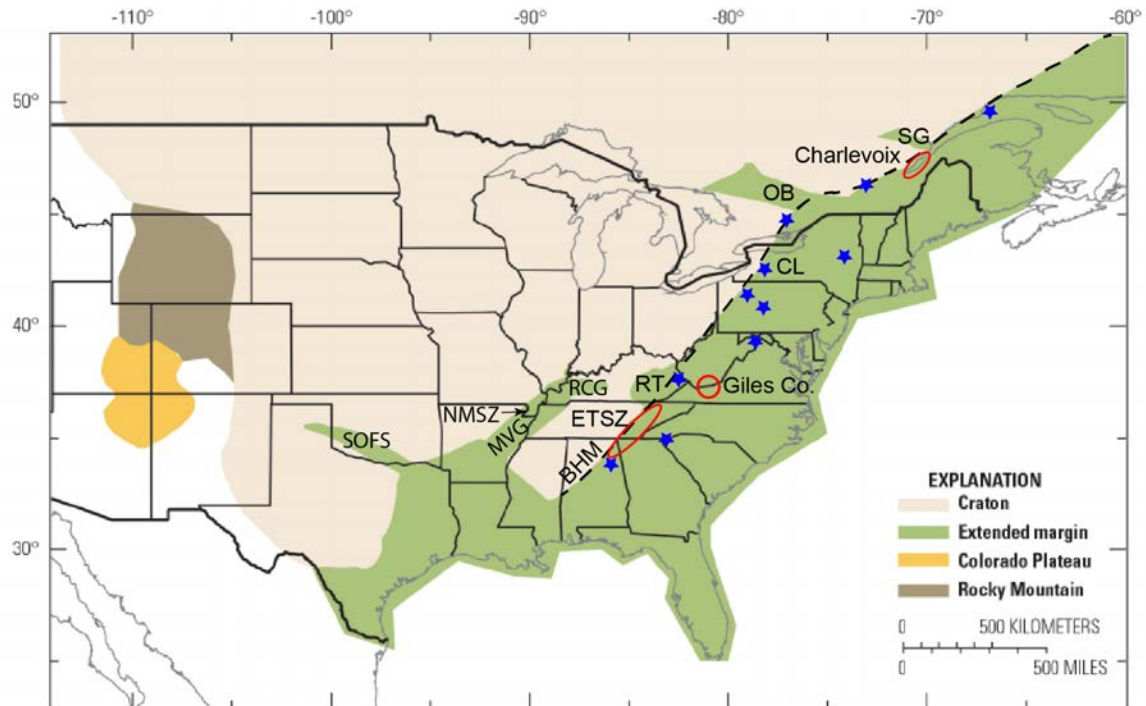 -110° -100° -90° -80° -70° -60°
50°
SG
Charlevoix
OB
CL
40°
RT
Giles Co.
RCG
NMSZ
ETSZ
MVG
SOFS
BHM
30°
EXPLANATION
Craton
Extended margin
Colorado Plateau
Rocky Mountain
0 500 KILOMETERS
0 500 MILES